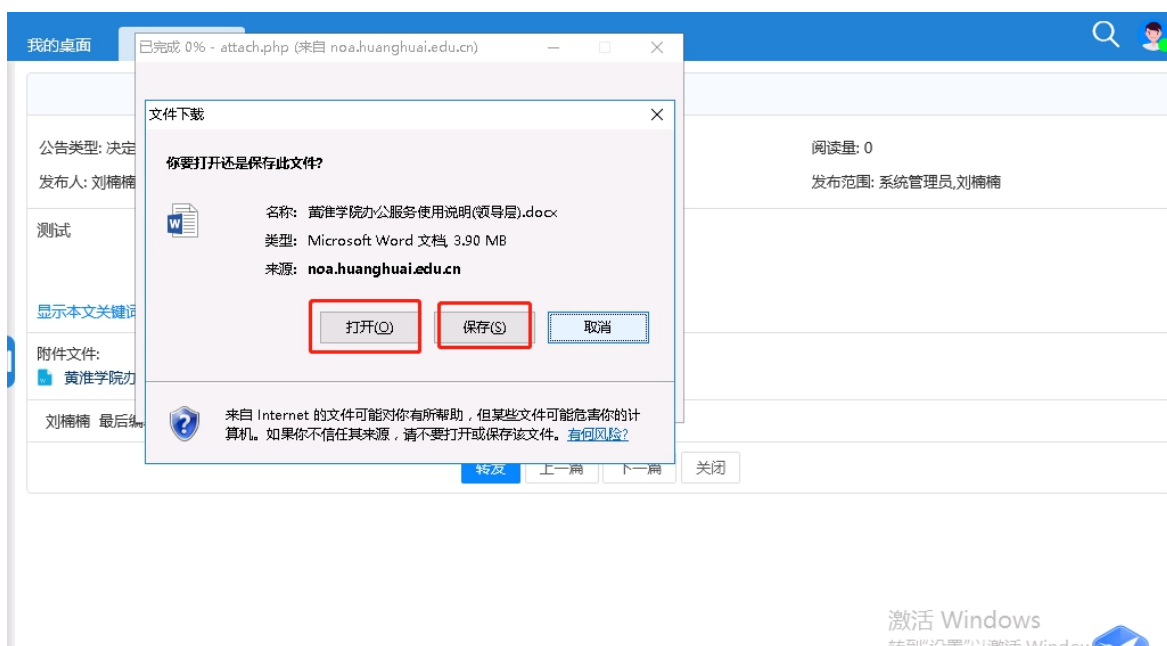 我的桌面
已完成 0% - attach.php (来自 noa.huanghuai.edu.cn)
文件下载
你要打开还是保存此文件?
名称: 黄淮学院办公服务使用说明(领导层).docx
类型: Microsoft Word 文档, 3.90 MB
来源: noa.huanghuai.edu.cn
打开(O) 保存(S) 取消
来自 Internet 的文件可能对你有所帮助，但某些文件可能危害你的计
算机。如果你不信任其来源，请不要打开或保存该文件。有何风险?
公告类型: 决定
阅读量: 0
发布人: 刘楠楠
发布范围: 系统管理员,刘楠楠
测试
显示本文关键词
附件文件:
黄淮学院办
刘楠楠 最后编
转发 上一篇 下一篇 关闭
激活 Windows
转到"设置"以激活 Window